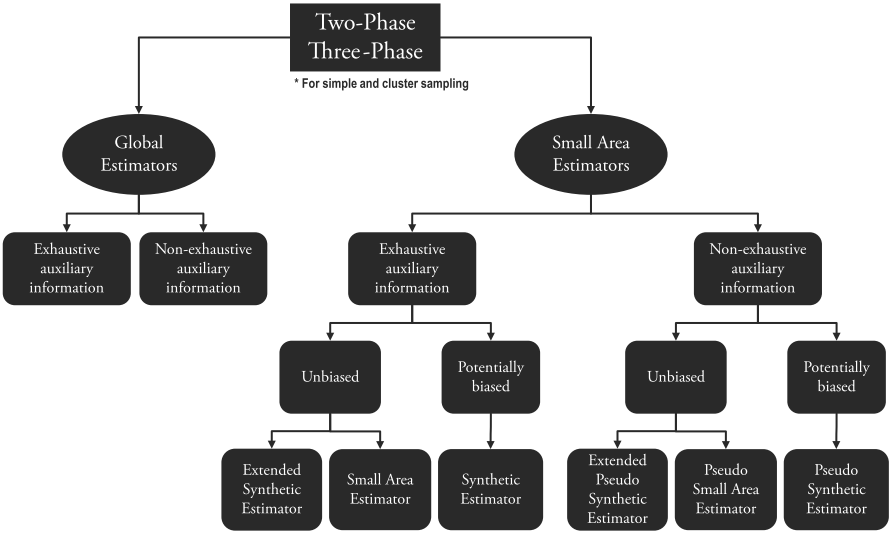 Two-Phase
Three-Phase
* For simple and cluster sampling
Global
Estimators
Small Area
Estimators
Exhaustive
auxiliary
information
Non-exhaustive
auxiliary
information
Exhaustive
auxiliary
information
Non-exhaustive
auxiliary
information
Unbiased
Potentially
biased
Unbiased
Potentially
biased
Extended
Synthetic
Estimator
Small Area
Estimator
Synthetic
Estimator
Extended
Pseudo
Synthetic
Estimator
Pseudo
Small Area
Estimator
Pseudo
Synthetic
Estimator